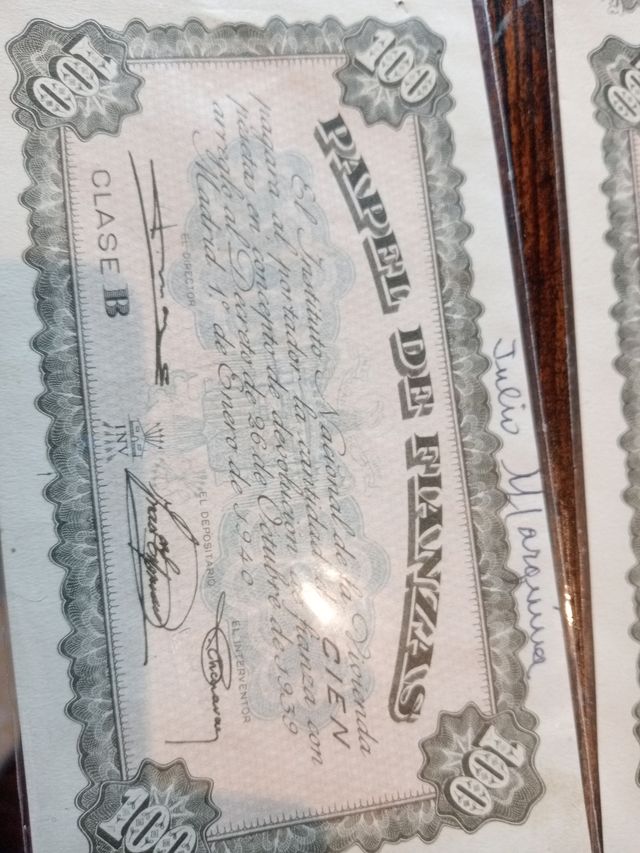 Julio Marquina
100
100
PAPEL DE FIANZAS
El Instituto Nacional de la Vivienda
pagará al portador la cantidad de CIEN
pesetas en concepto de devolución de fianza con
arreglo al Decreto de 26 de Octubre de 1939
Madrid 1º de Enero de 1940
EL DIRECTOR
EL DEPOSITARIO
EL INTERVENTOR
INV
CLASE B
100
100
100